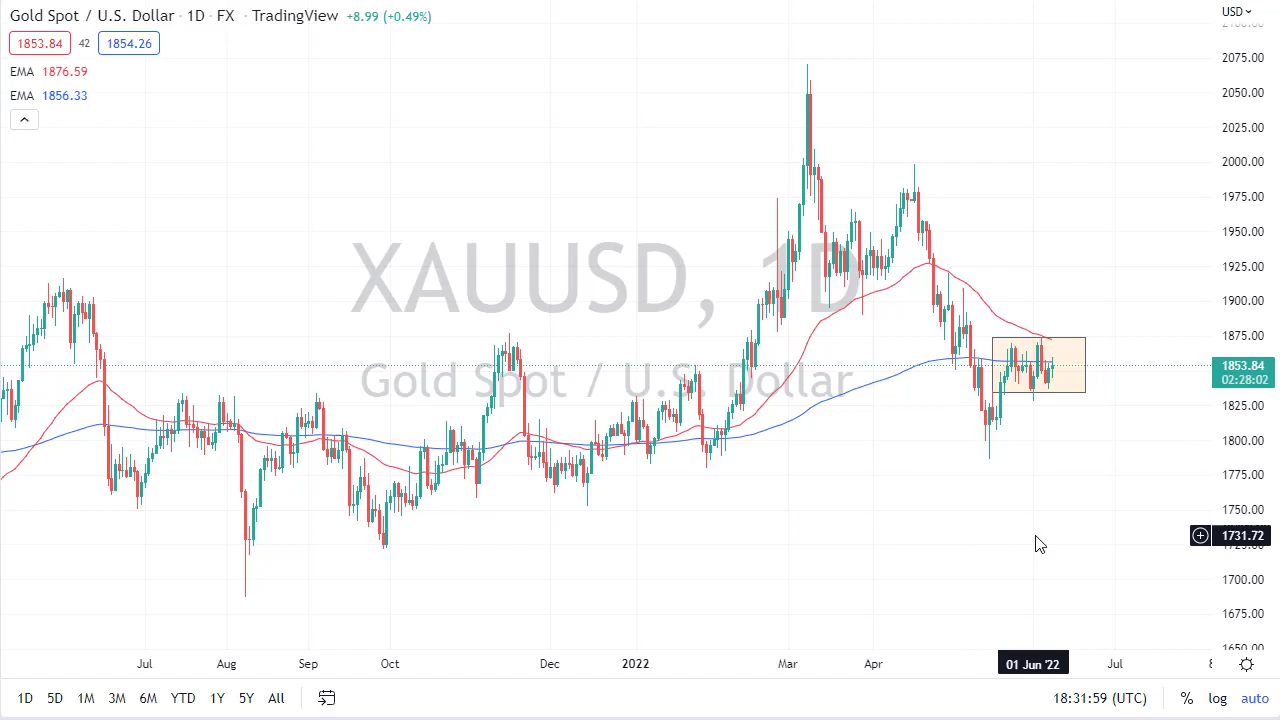 Gold Spot / U.S. Dollar · 1D · FX · TradingView +8.99 (+0.49%)
1853.84 42 1854.26
EMA 1876.59
EMA 1856.33
USD
2100.00
2075.00
2050.00
2025.00
2000.00
1975.00
1950.00
1925.00
1900.00
1875.00
1853.84
02:28:02
1825.00
1800.00
1775.00
1750.00
1731.72
1700.00
1675.00
1650.00
XAUUSD, 1D
Gold Spot / U.S. Dollar
Jul Aug Sep Oct Dec 2022 Mar Apr 01 Jun '22 Jul 8
1D 5D 1M 3M 6M YTD 1Y 5Y All 18:31:59 (UTC) % log auto